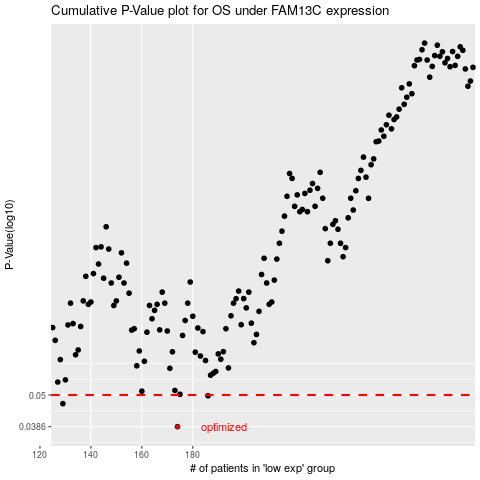 Cumulative P-Value plot for OS under FAM13C expression
P-Value(log10)
0.05
0.0386
optimized
120 140 160 180
# of patients in 'low exp' group